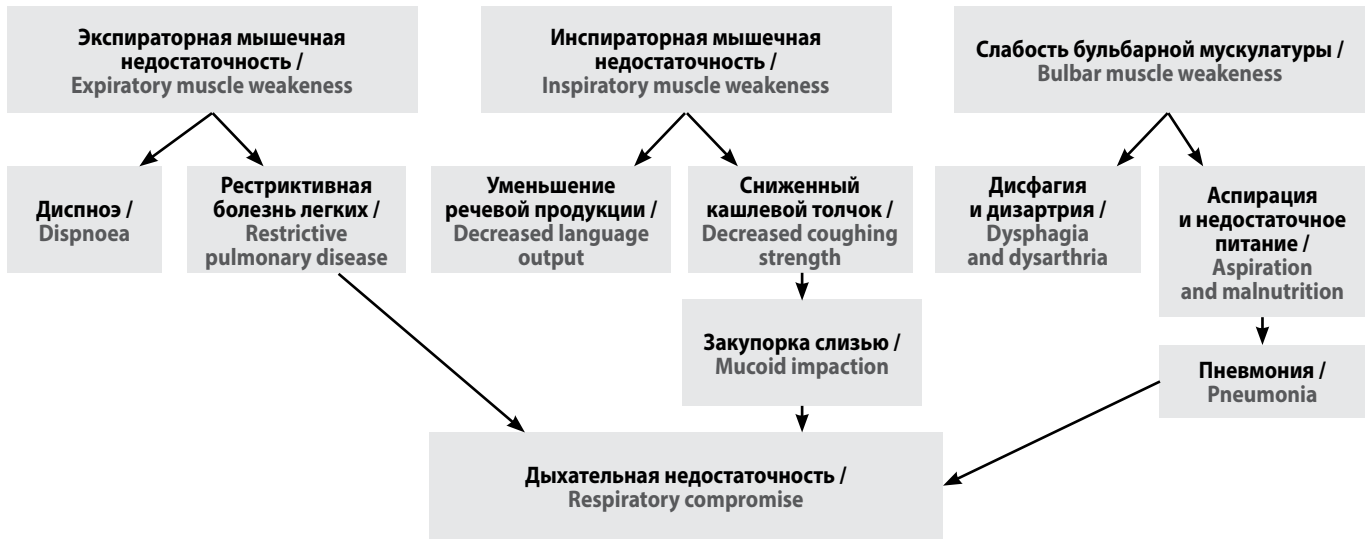 Экспираторная мышечная
недостаточность /
Expiratory muscle weakness
Инспираторная мышечная
недостаточность /
Inspiratory muscle weakness
Слабость бульбарной мускулатуры /
Bulbar muscle weakness
Диспноэ /
Dispnoea
Рестриктивная
болезнь легких /
Restrictive
pulmonary disease
Уменьшение
речевой продукции /
Decreased language
output
Сниженный
кашлевой толчок /
Decreased coughing
strength
Дисфагия
и дизартрия /
Dysphagia
and dysarthria
Аспирация
и недостаточное
питание /
Aspiration
and malnutrition
Закупорка слизью /
Mucoid impaction
Пневмония /
Pneumonia
Дыхательная недостаточность /
Respiratory compromise